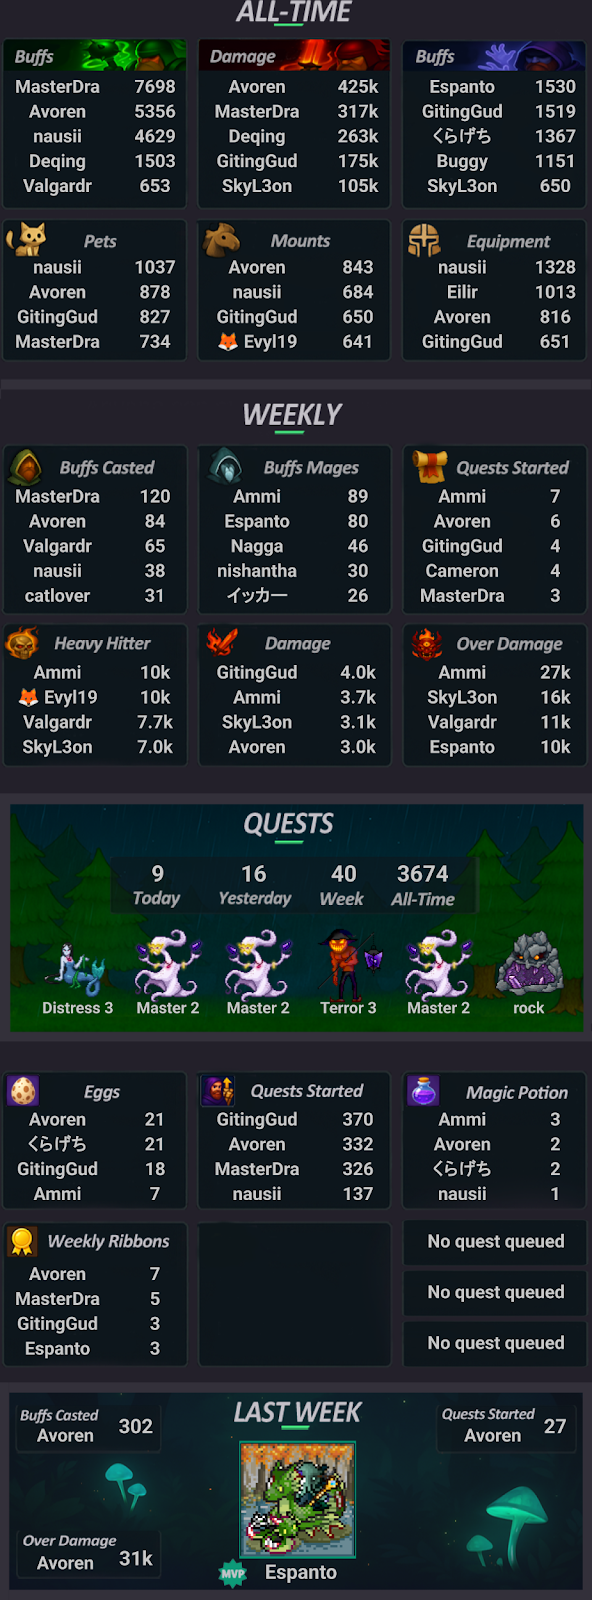 ALL-TIME
Buffs
MasterDra 7698
Avoren 5356
nausii 4629
Deqing 1503
Valgardr 653
Damage
Avoren 425k
MasterDra 317k
Deqing 263k
GitingGud 175k
SkyL3on 105k
Buffs
Espanto 1530
GitingGud 1519
くらげち 1367
Buggy 1151
SkyL3on 650
Pets
nausii 1037
Avoren 878
GitingGud 827
MasterDra 734
Mounts
Avoren 843
nausii 684
GitingGud 650
🦊 Evyl19 641
Equipment
nausii 1328
Eilir 1013
Avoren 816
GitingGud 651
WEEKLY
Buffs Casted
MasterDra 120
Avoren 84
Valgardr 65
nausii 38
catlover 31
Buffs Mages
Ammi 89
Espanto 80
Nagga 46
nishantha 30
イッカー 26
Quests Started
Ammi 7
Avoren 6
GitingGud 4
Cameron 4
MasterDra 3
Heavy Hitter
Ammi 10k
🦊 Evyl19 10k
Valgardr 7.7k
SkyL3on 7.0k
Damage
GitingGud 4.0k
Ammi 3.7k
SkyL3on 3.1k
Avoren 3.0k
Over Damage
Ammi 27k
SkyL3on 16k
Valgardr 11k
Espanto 10k
QUESTS
9 16 40 3674
Today Yesterday Week All-Time
Distress 3 Master 2 Master 2 Terror 3 Master 2 rock
Eggs
Avoren 21
くらげち 21
GitingGud 18
Ammi 7
Quests Started
GitingGud 370
Avoren 332
MasterDra 326
nausii 137
Magic Potion
Ammi 3
Avoren 2
くらげち 2
nausii 1
Weekly Ribbons
Avoren 7
MasterDra 5
GitingGud 3
Espanto 3
No quest queued
No quest queued
No quest queued
LAST WEEK
Buffs Casted
Avoren 302
Quests Started
Avoren 27
Over Damage
Avoren 31k
MVP Espanto